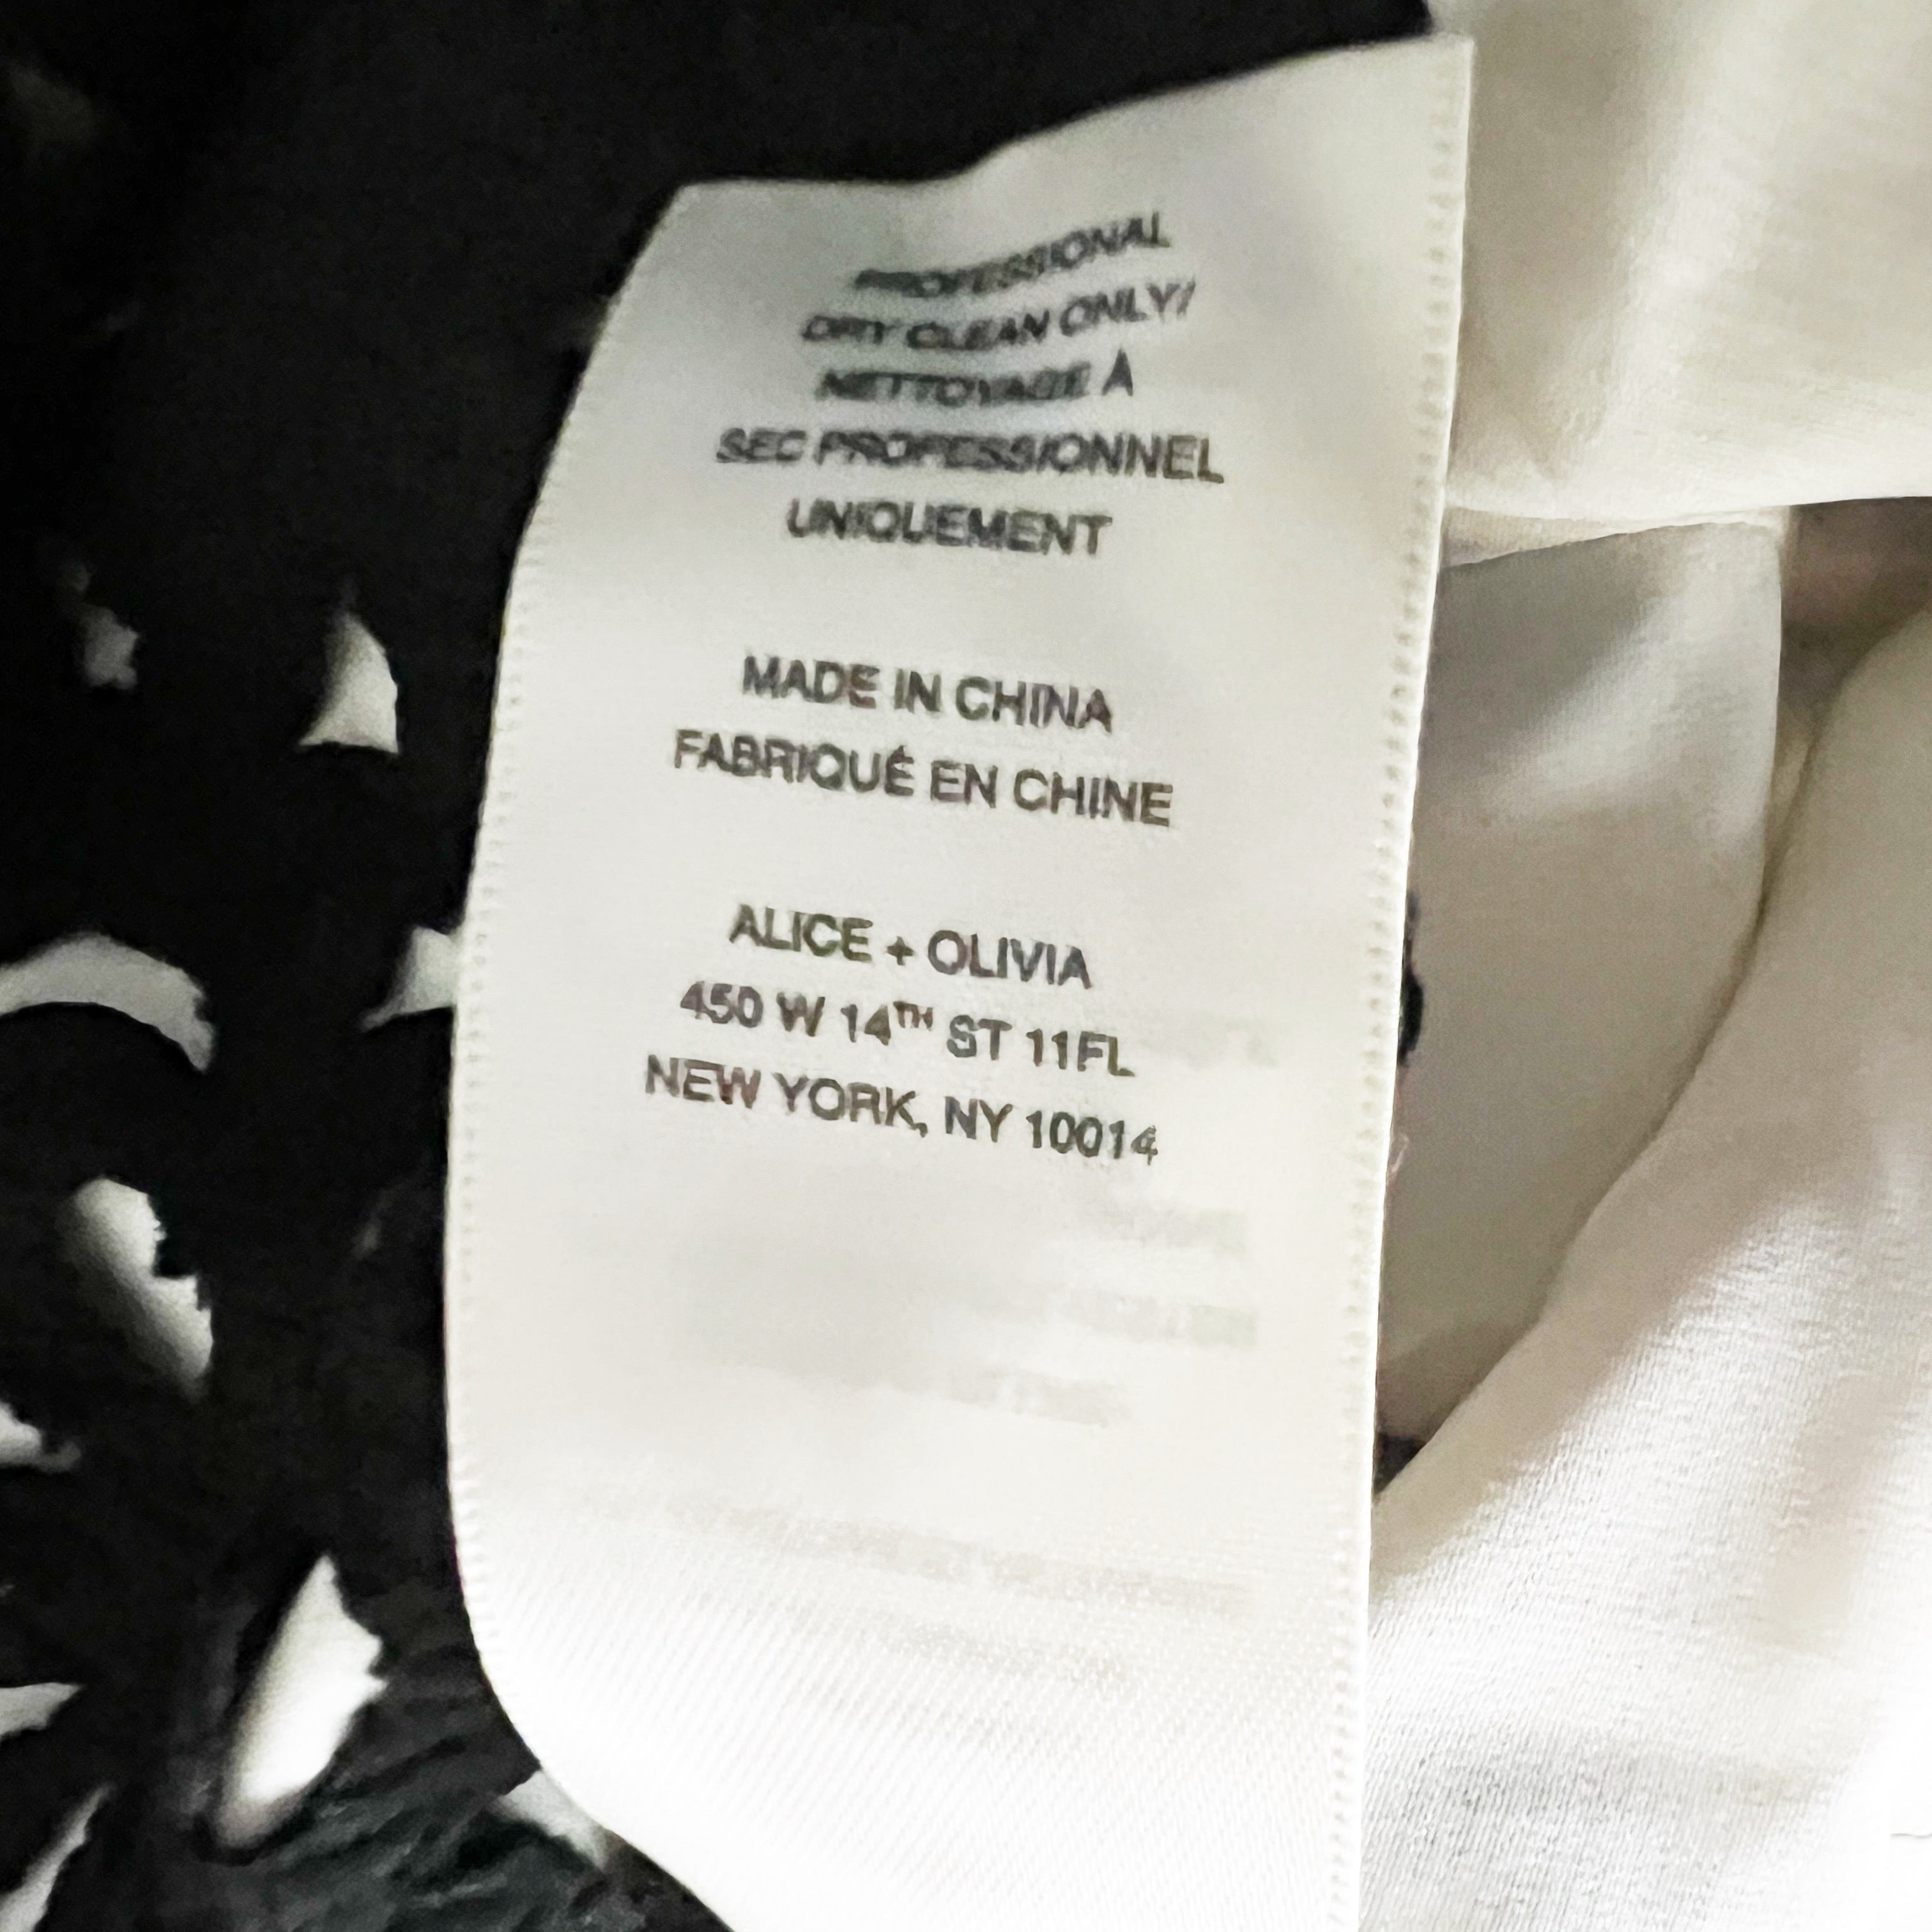 PROFESSIONAL
DRY CLEAN ONLY/
NETTOYAGE À
SEC PROFESSIONNEL
UNIQUEMENT
MADE IN CHINA
FABRIQUÉ EN CHINE
ALICE + OLIVIA
450 W 14TH ST 11FL
NEW YORK, NY 10014